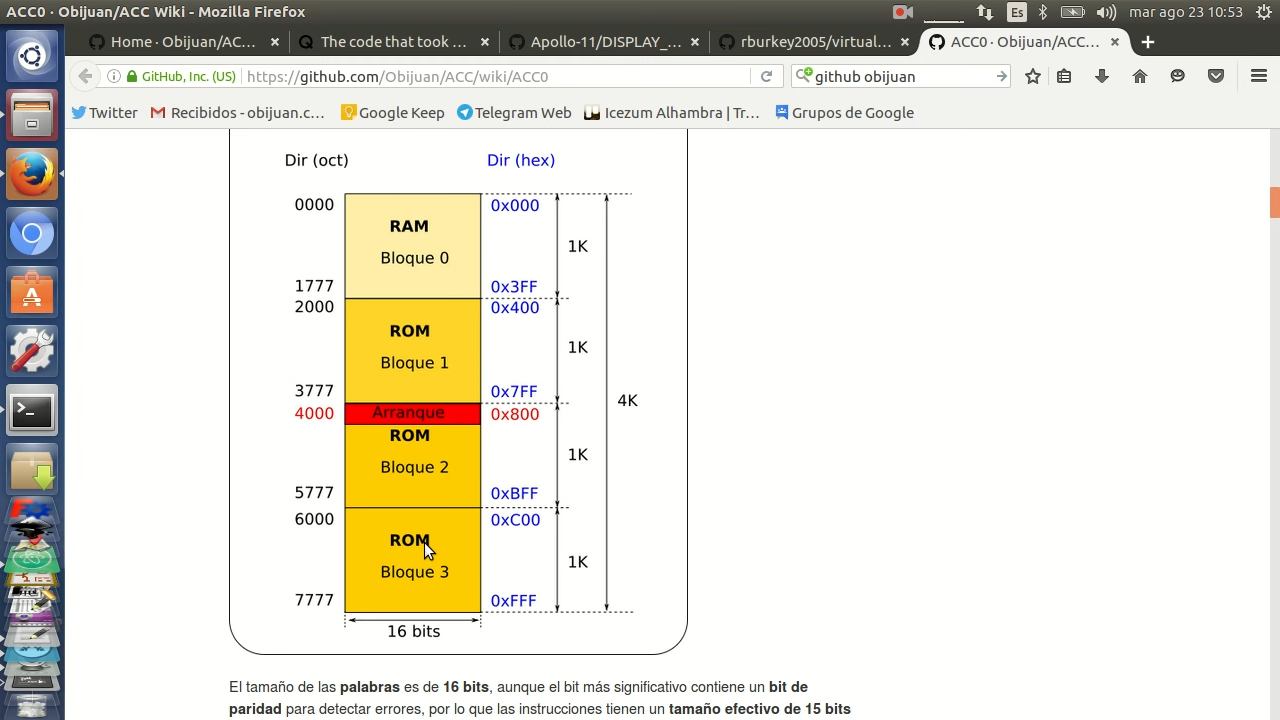 ACC0 · Obijuan/ACC Wiki - Mozilla Firefox
Es
mar ago 23 10:53
Home · Obijuan/AC...
The code that took ...
Apollo-11/DISPLAY_...
rburkey2005/virtual...
ACC0 · Obijuan/ACC...
GitHub, Inc. (US)
https://github.com/Obijuan/ACC/wiki/ACC0
github obijuan
Twitter
Recibidos - obijuan.c...
Google Keep
Telegram Web
Icezum Alhambra | Tr...
Grupos de Google
Dir (oct)
Dir (hex)
0000
RAM
0x000
Bloque 0
1K
1777
0x3FF
2000
0x400
ROM
Bloque 1
1K
3777
0x7FF
4000
Arranque
0x800
4K
ROM
Bloque 2
1K
5777
0xBFF
6000
0xC00
ROM
Bloque 3
1K
7777
0xFFF
16 bits
El tamaño de las palabras es de 16 bits, aunque el bit más significativo contiene un bit de
paridad para detectar errores, por lo que las instrucciones tienen un tamaño efectivo de 15 bits